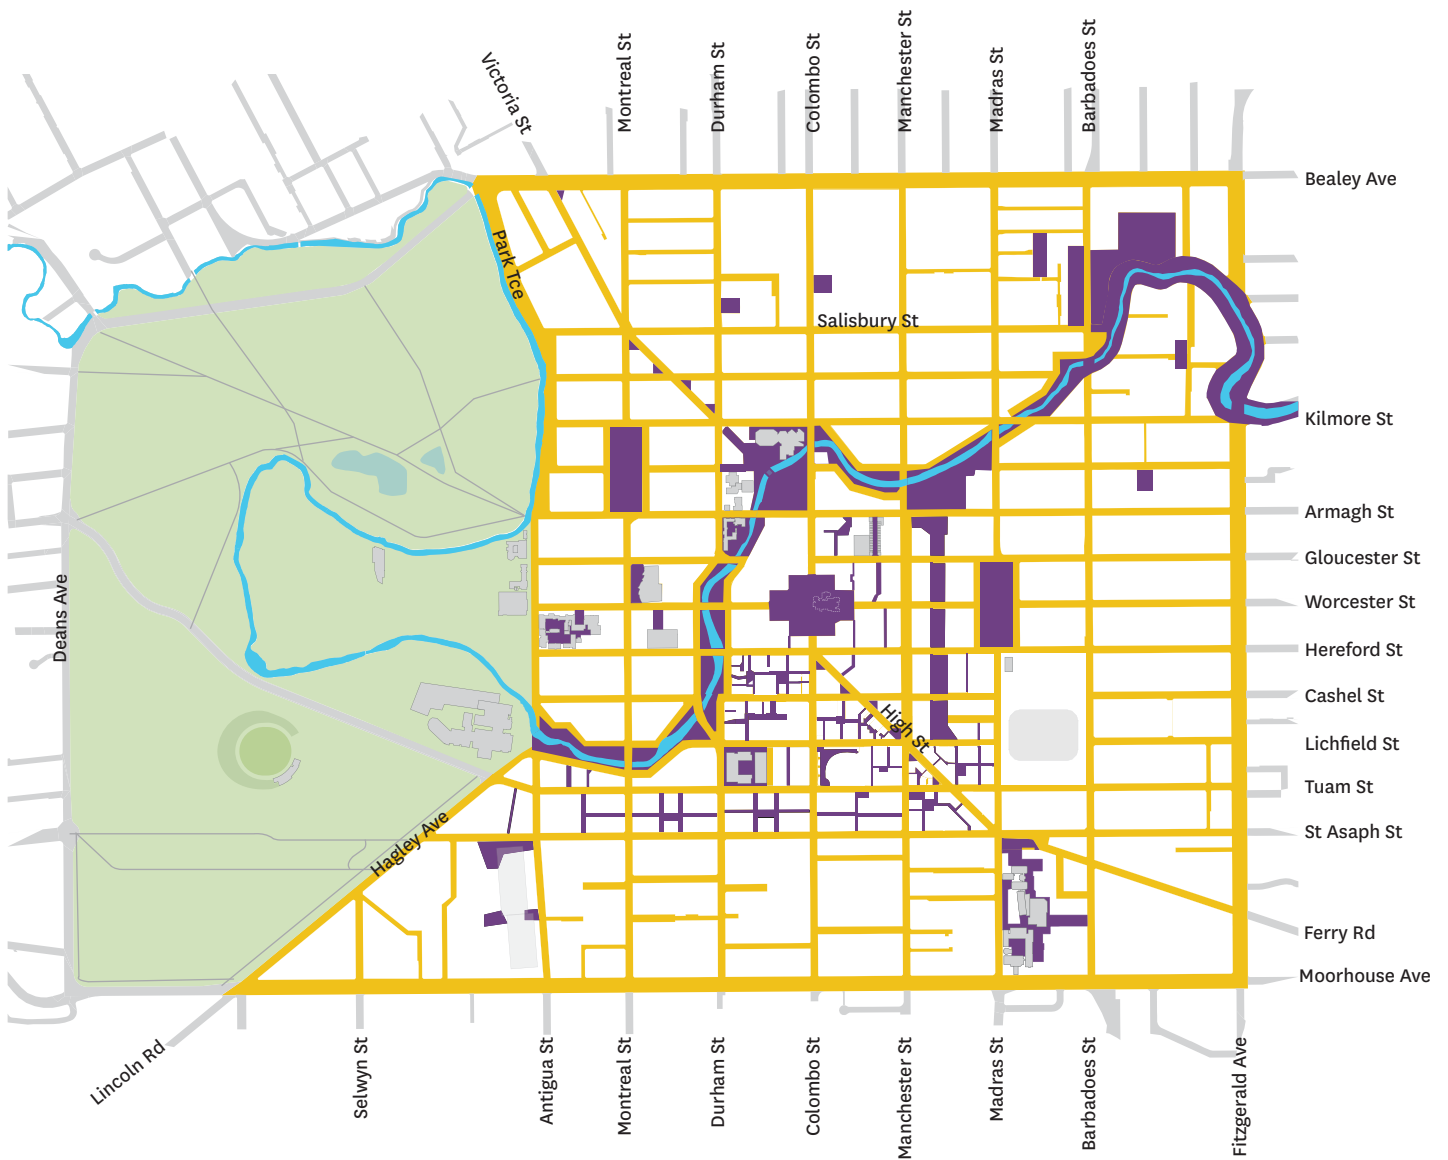 Victoria St
Montreal St
Durham St
Colombo St
Manchester St
Madras St
Barbadoes St
Bealey Ave
Park Tce
Salisbury St
Kilmore St
Armagh St
Gloucester St
Worcester St
Deans Ave
Hereford St
Cashel St
High St
Lichfield St
Tuam St
St Asaph St
Hagley Ave
Ferry Rd
Moorhouse Ave
Lincoln Rd
Selwyn St
Antigua St
Montreal St
Durham St
Colombo St
Manchester St
Madras St
Barbadoes St
Fitzgerald Ave